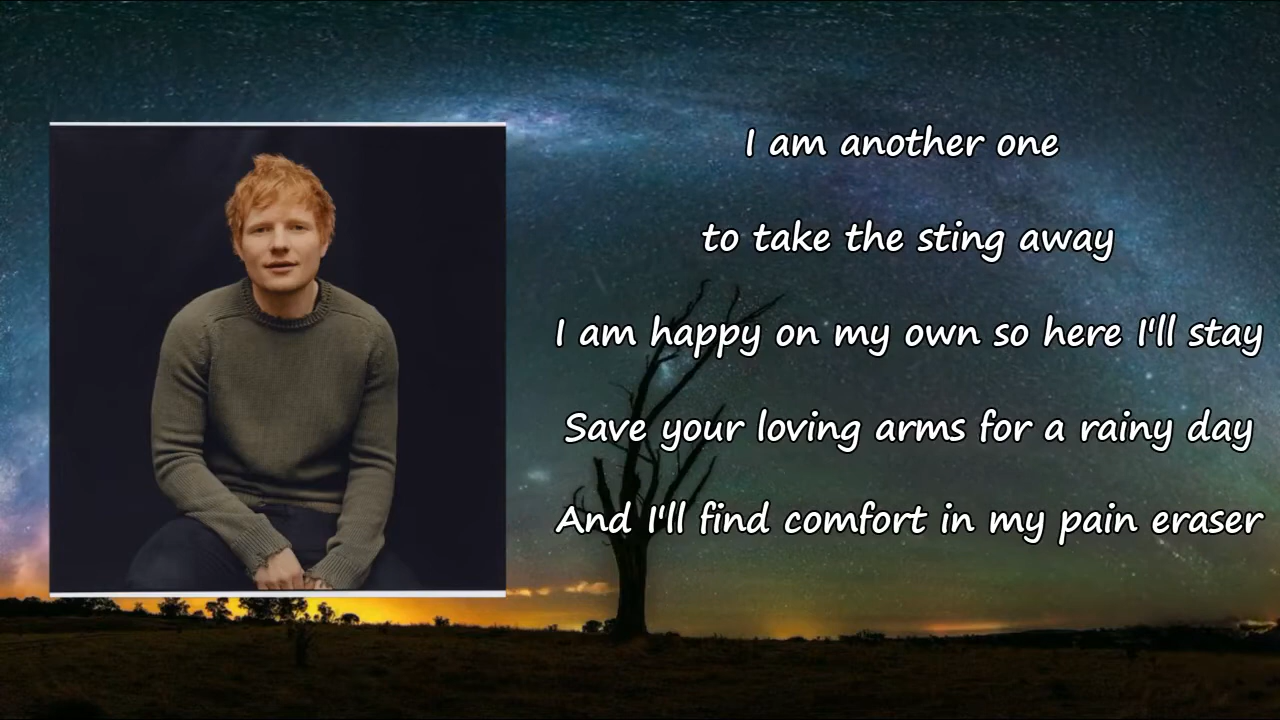 I am another one
to take the sting away
I am happy on my own so here I'll stay
Save your loving arms for a rainy day
And I'll find comfort in my pain eraser